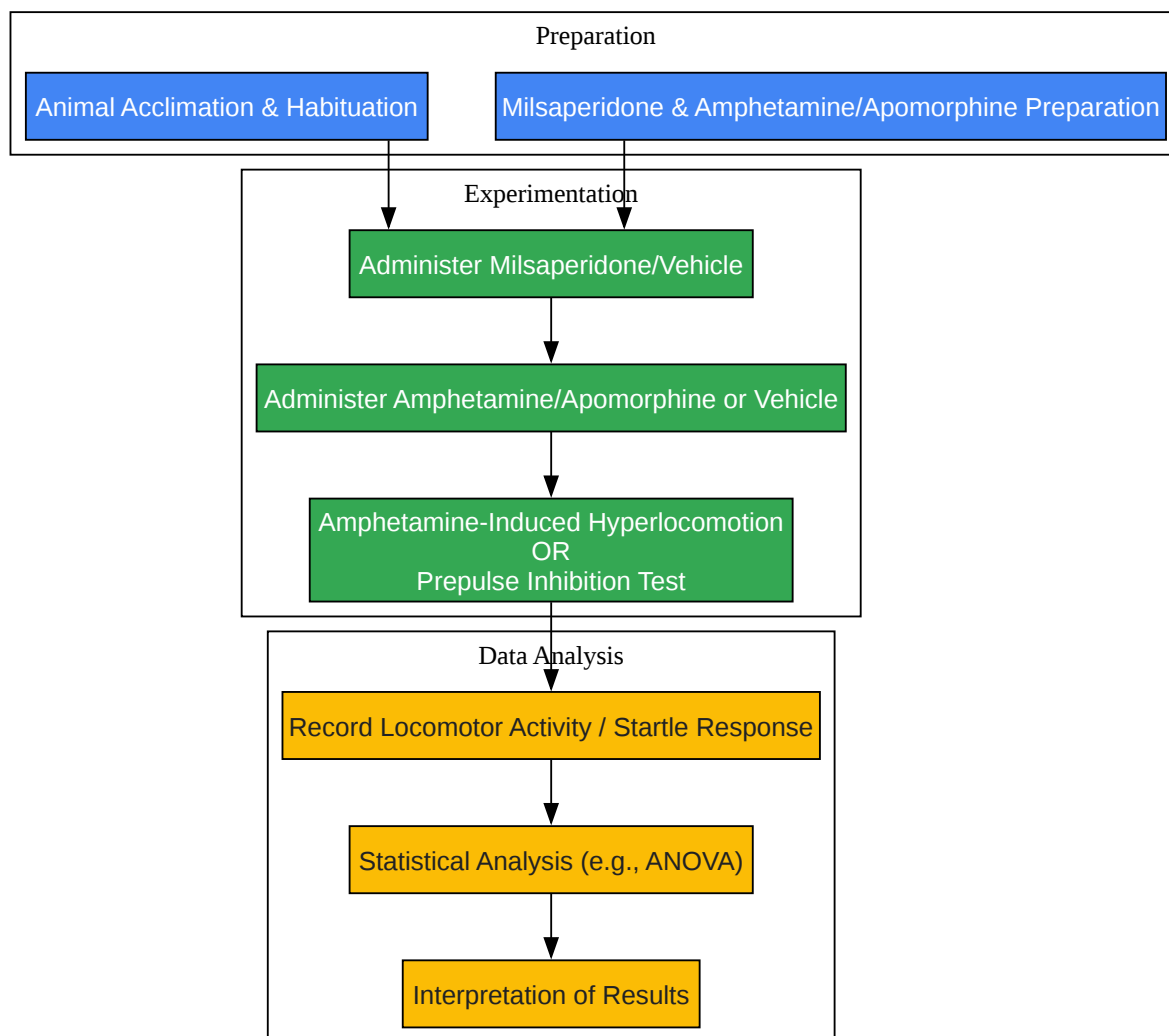 Preparation
Animal Acclimation & Habituation
Milsaperidone & Amphetamine/Apomorphine Preparation
Experimentation
Administer Milsaperidone/Vehicle
Administer Amphetamine/Apomorphine or Vehicle
Amphetamine-Induced Hyperlocomotion
OR
Prepulse Inhibition Test
Data Analysis
Record Locomotor Activity / Startle Response
Statistical Analysis (e.g., ANOVA)
Interpretation of Results